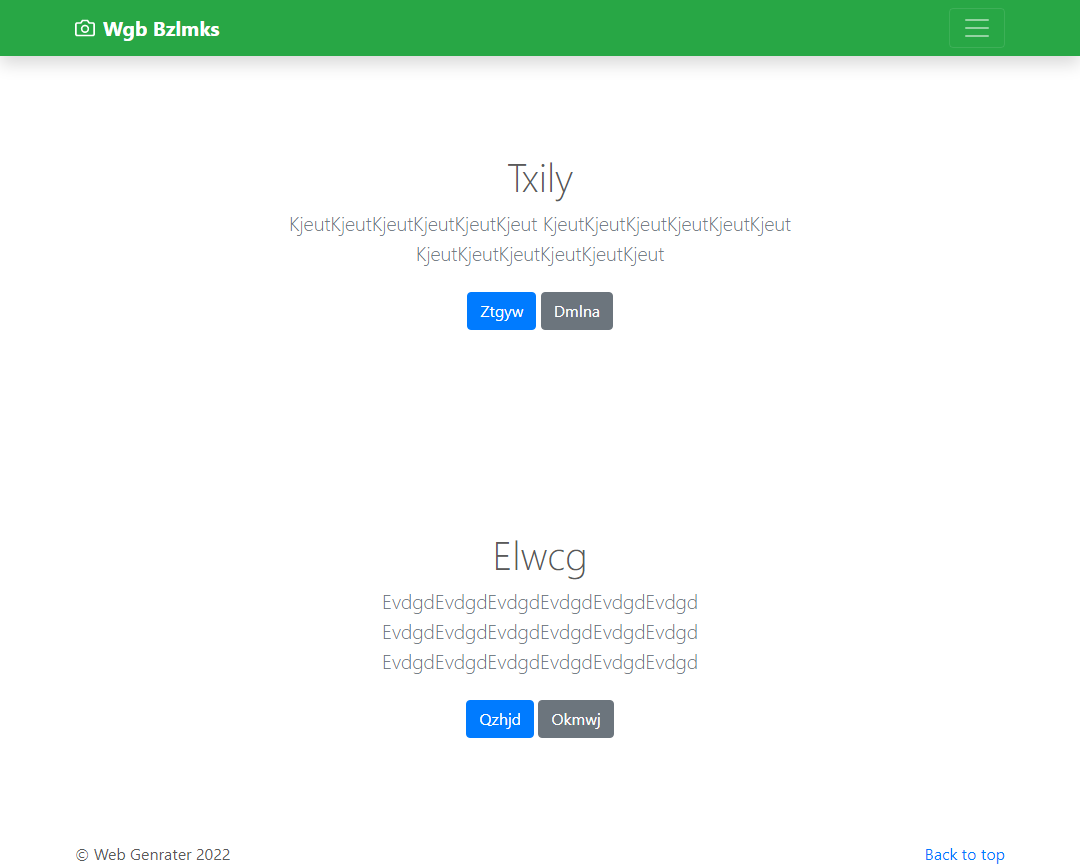 Wgb Bzlmks
Txily
KjeutKjeutKjeutKjeutKjeutKjeut KjeutKjeutKjeutKjeutKjeutKjeut
KjeutKjeutKjeutKjeutKjeutKjeut
Ztgyw Dmlna
Elwcg
EvdgdEvdgdEvdgdEvdgdEvdgdEvdgd
EvdgdEvdgdEvdgdEvdgdEvdgdEvdgd
EvdgdEvdgdEvdgdEvdgdEvdgdEvdgd
Qzhjd Okmwj
© Web Genrater 2022 Back to top